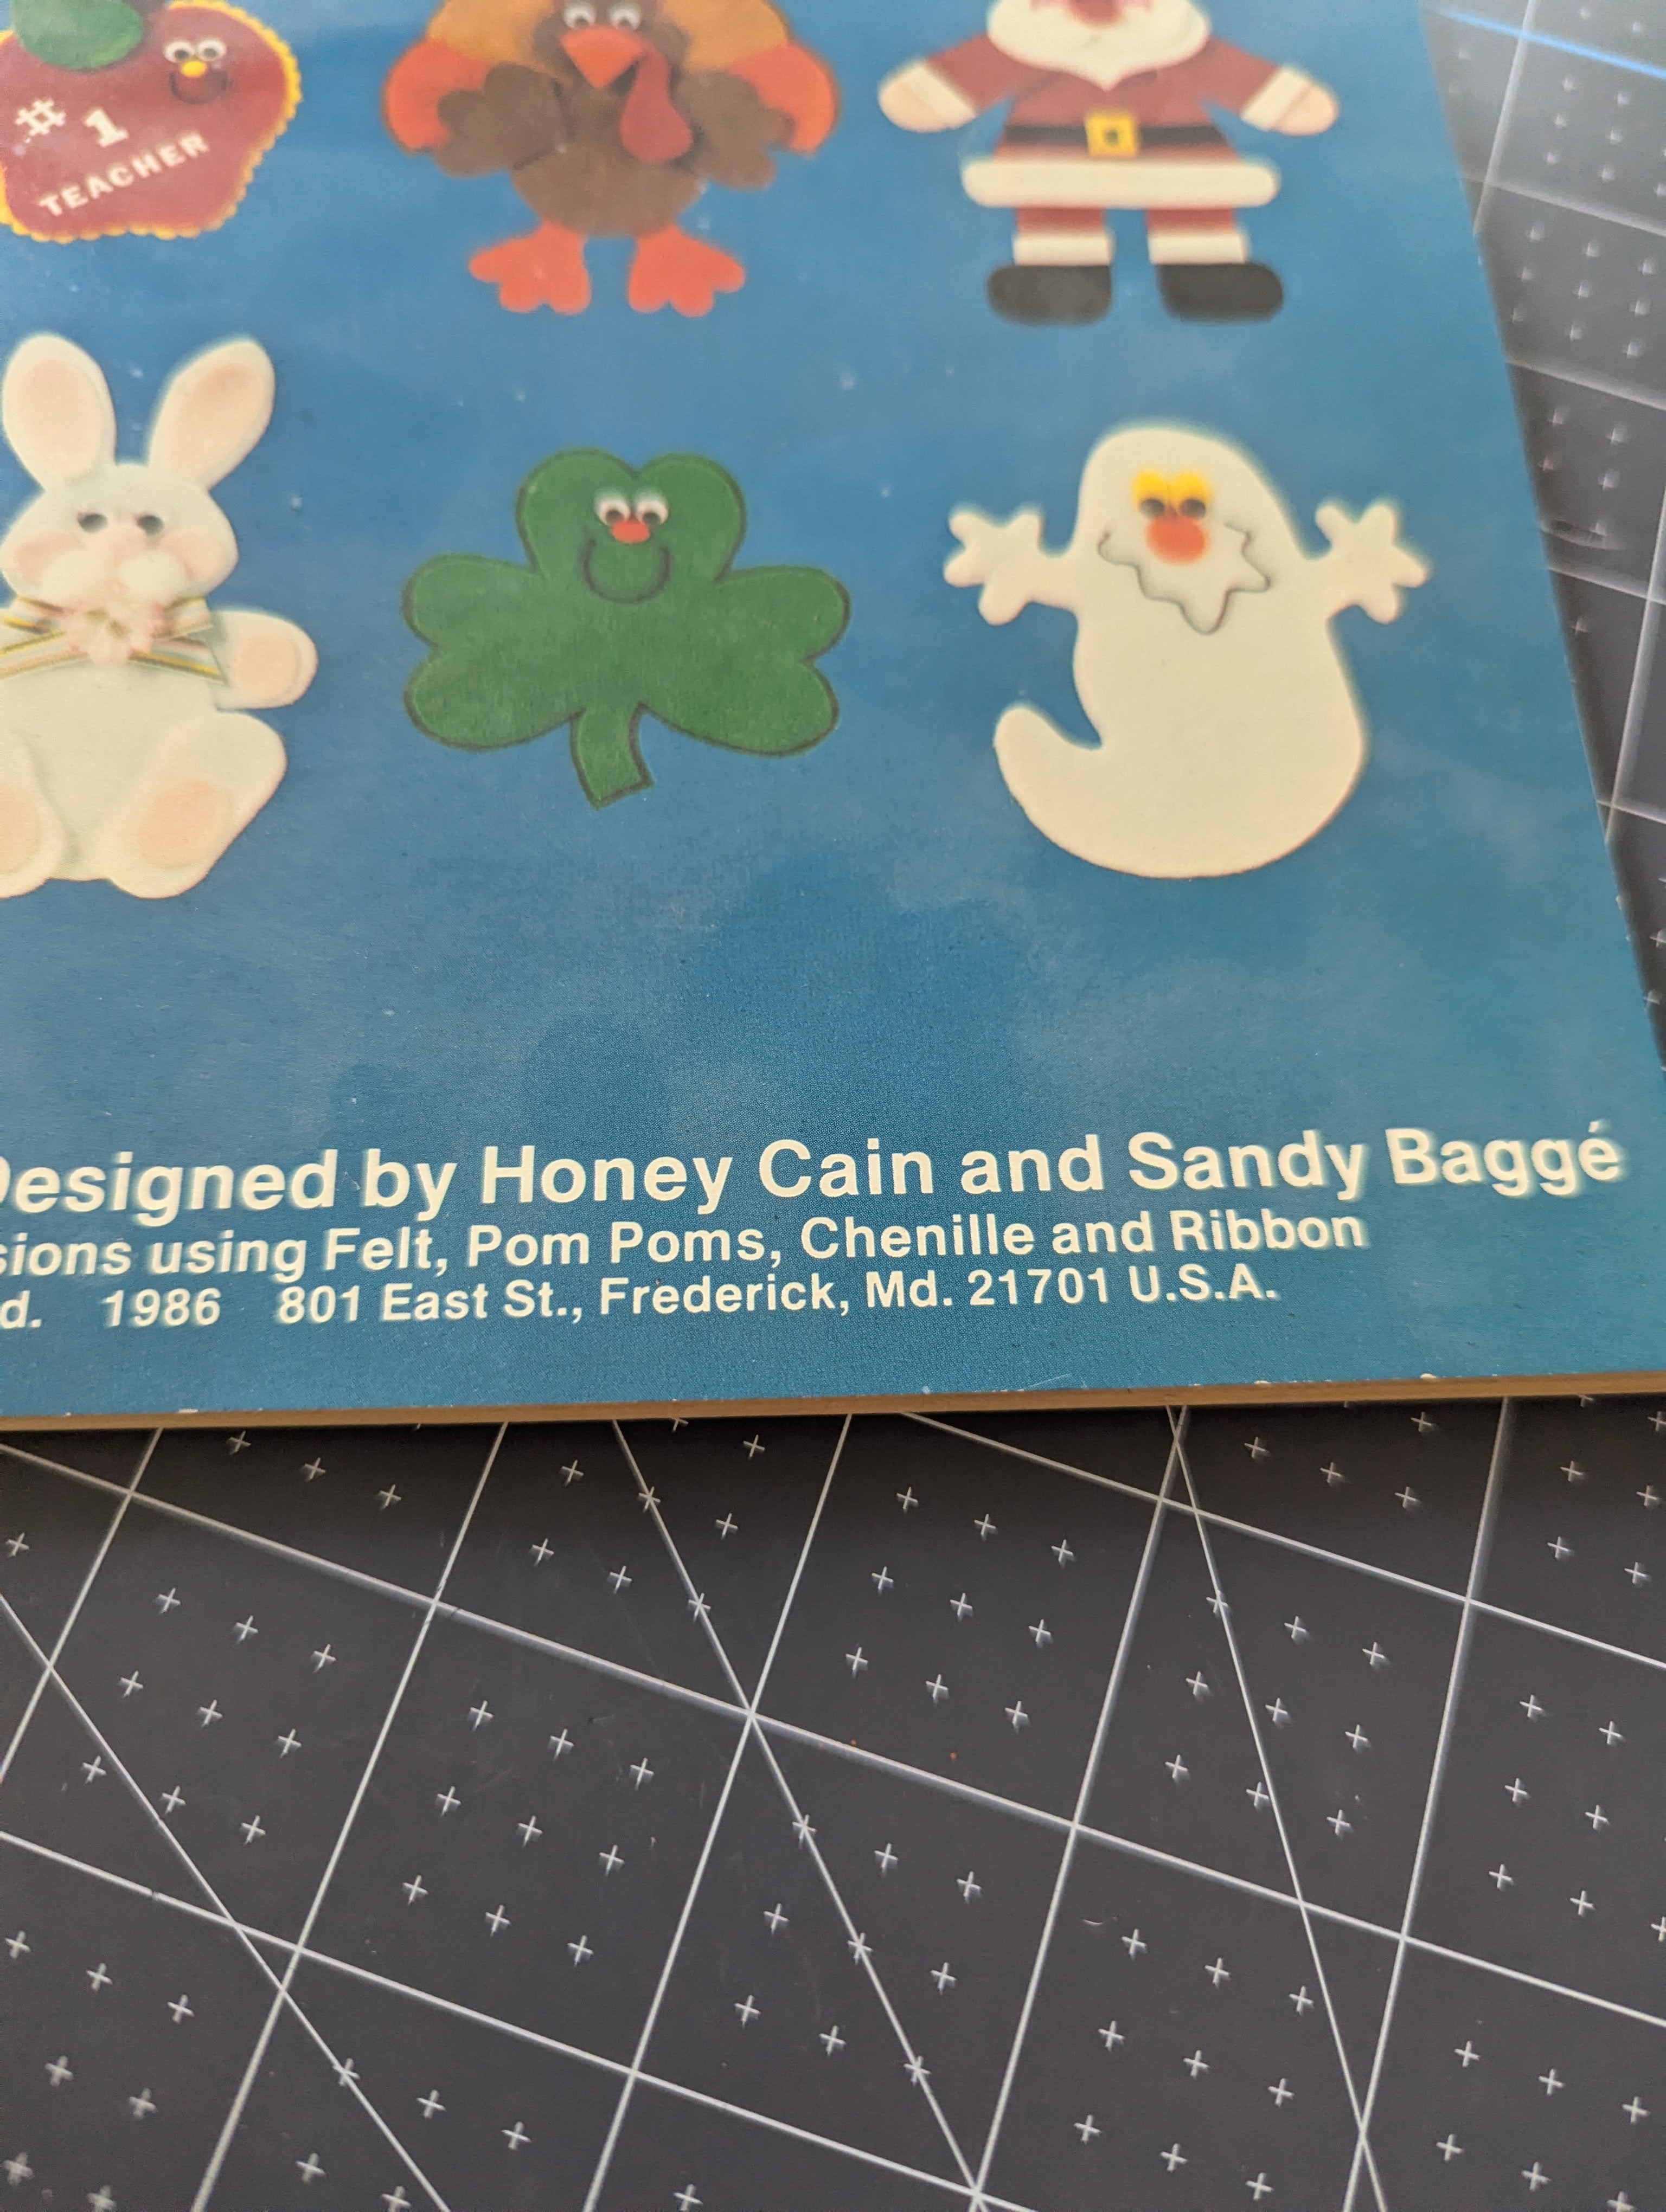 # 1
TEACHER
Designed by Honey Cain and Sandy Baggé
using Felt, Pom Poms, Chenille and Ribbon
1986 801 East St., Frederick, Md. 21701 U.S.A.